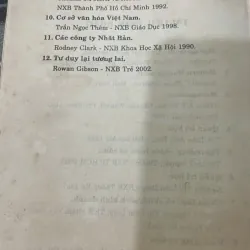 NXB Thành Phố Hồ Chí Minh 1992.
10. Cơ sở văn hóa Việt Nam.
Trần Ngọc Thêm - NXB Giáo Dục 1998.
11. Các công ty Nhật Bản.
Rodney Clark - NXB Khoa Học Xã Hội 1990.
12. Tư duy lại tương lai.
Rowan Gibson - NXB Trẻ 2002.